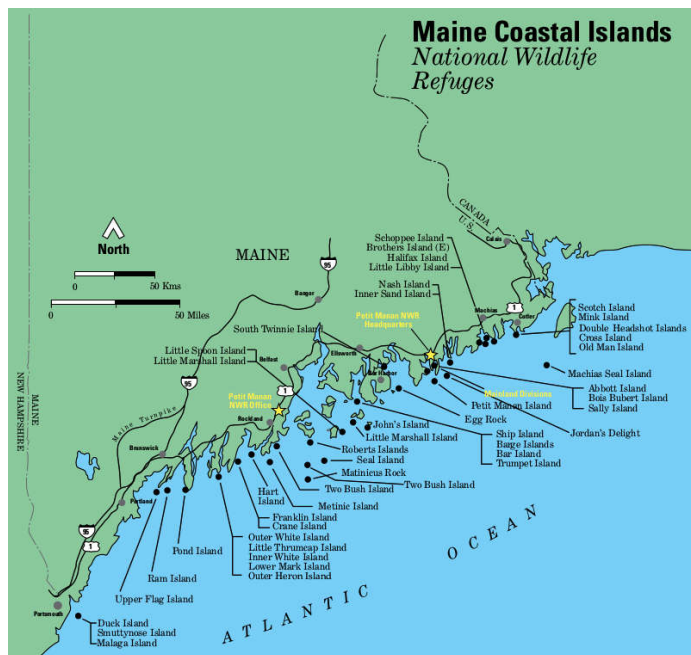 Maine Coastal Islands
National Wildlife
Refuges
CANADA
U.S.
Calais
North
0 50 Kms
0 50 Miles
MAINE
95
Bangor
Schoppee Island
Brothers Island (E)
Halifax Island
Little Libby Island
Nash Island
Inner Sand Island
Machias
1
Cutler
Petit Manan NWR
Headquarters
South Twinnie Island
Ellsworth
Scotch Island
Mink Island
Double Headshot Islands
Cross Island
Old Man Island
Little Spoon Island
Little Marshall Island
Belfast
Bar Harbor
Machias Seal Island
95
1
Petit Manan
NWR Office
Mainland Divisions
Abbott Island
Bois Bubert Island
Sally Island
Petit Manan Island
Egg Rock
Jordan's Delight
MAINE
NEW HAMPSHIRE
Maine Turnpike
Rockland
John's Island
Little Marshall Island
Ship Island
Barge Islands
Bar Island
Trumpet Island
Brunswick
Roberts Islands
Seal Island
Matinicus Rock
Two Bush Island
Two Bush Island
Hart
Island
Metinic Island
Portland
Franklin Island
Crane Island
95
1
Pond Island
Outer White Island
Little Thrumcap Island
Inner White Island
Lower Mark Island
Outer Heron Island
Ram Island
Upper Flag Island
Portsmouth
Duck Island
Smuttynose Island
Malaga Island
ATLANTIC OCEAN